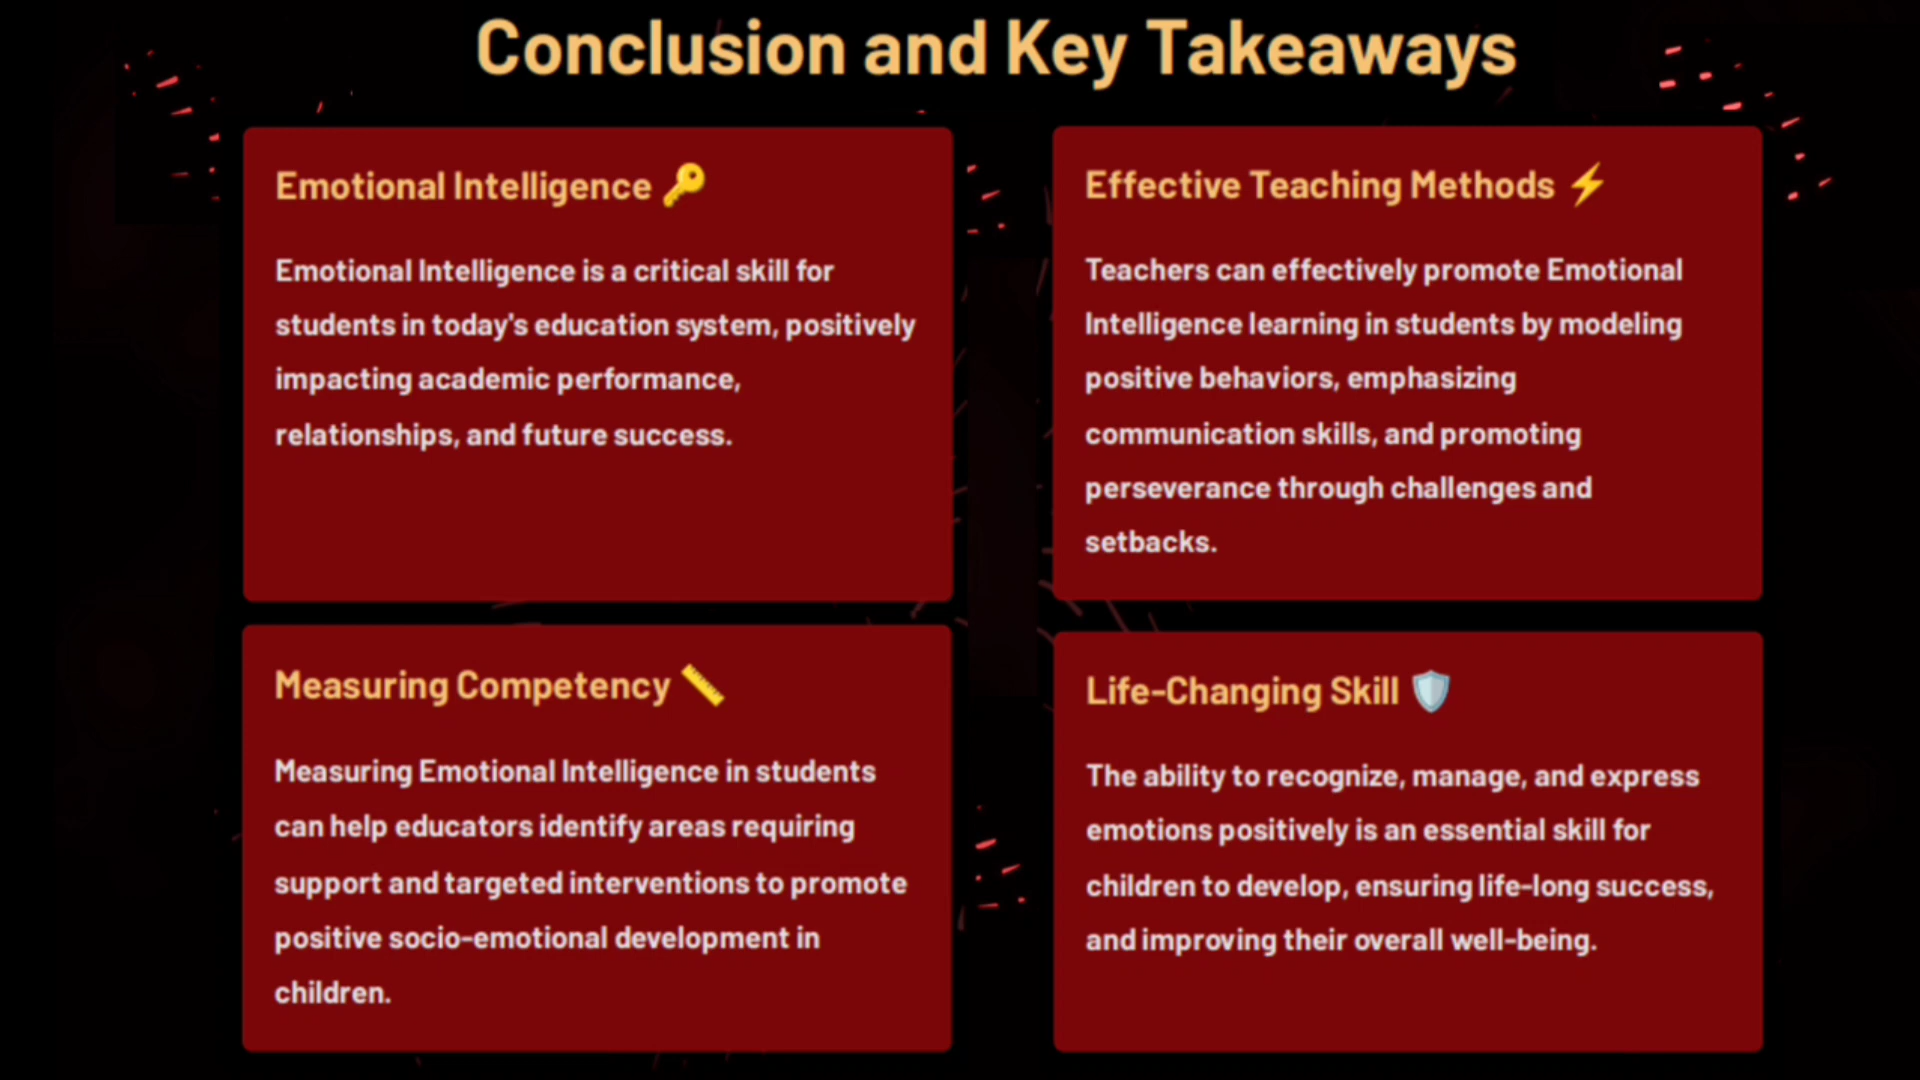 Conclusion and Key Takeaways
Emotional Intelligence 🔑
Emotional Intelligence is a critical skill for
students in today's education system, positively
impacting academic performance,
relationships, and future success.
Effective Teaching Methods ⚡
Teachers can effectively promote Emotional
Intelligence learning in students by modeling
positive behaviors, emphasizing
communication skills, and promoting
perseverance through challenges and
setbacks.
Measuring Competency 📏
Measuring Emotional Intelligence in students
can help educators identify areas requiring
support and targeted interventions to promote
positive socio-emotional development in
children.
Life-Changing Skill 🛡️
The ability to recognize, manage, and express
emotions positively is an essential skill for
children to develop, ensuring life-long success,
and improving their overall well-being.